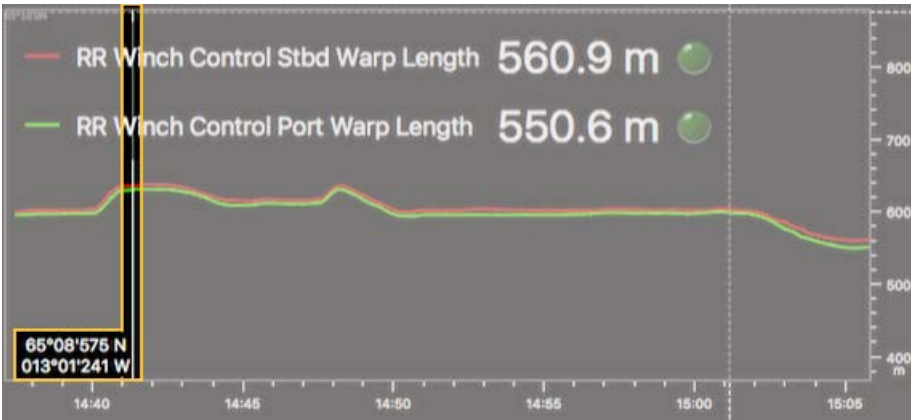 RR Winch Control Stbd Warp Length 560.9 m
RR Winch Control Port Warp Length 550.6 m
800
700
600
500
400
m
65°08'575 N
013°01'241 W
14:40 14:45 14:50 14:55 15:00 15:05